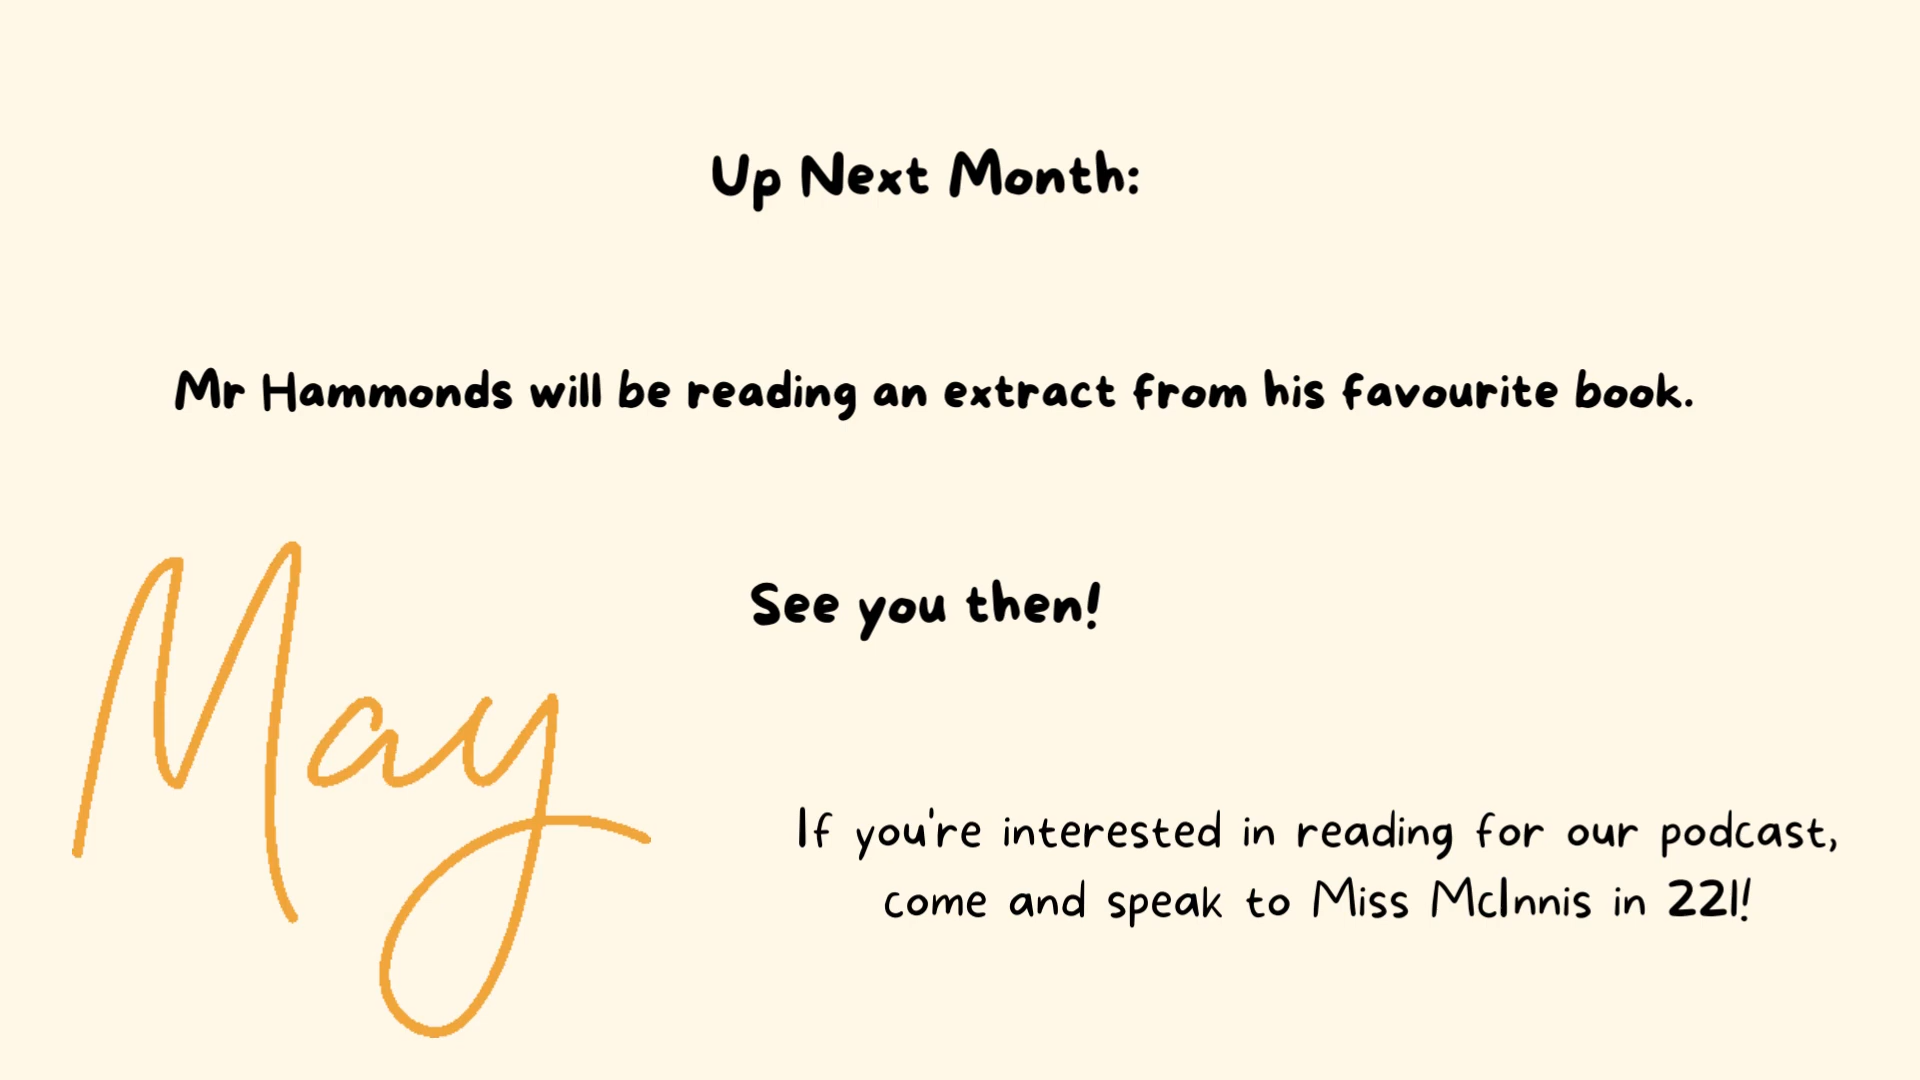 Up Next Month:
Mr Hammonds will be reading an extract from his favourite book.
See you then!
May
If you're interested in reading for our podcast,
come and speak to Miss McInnis in 221!